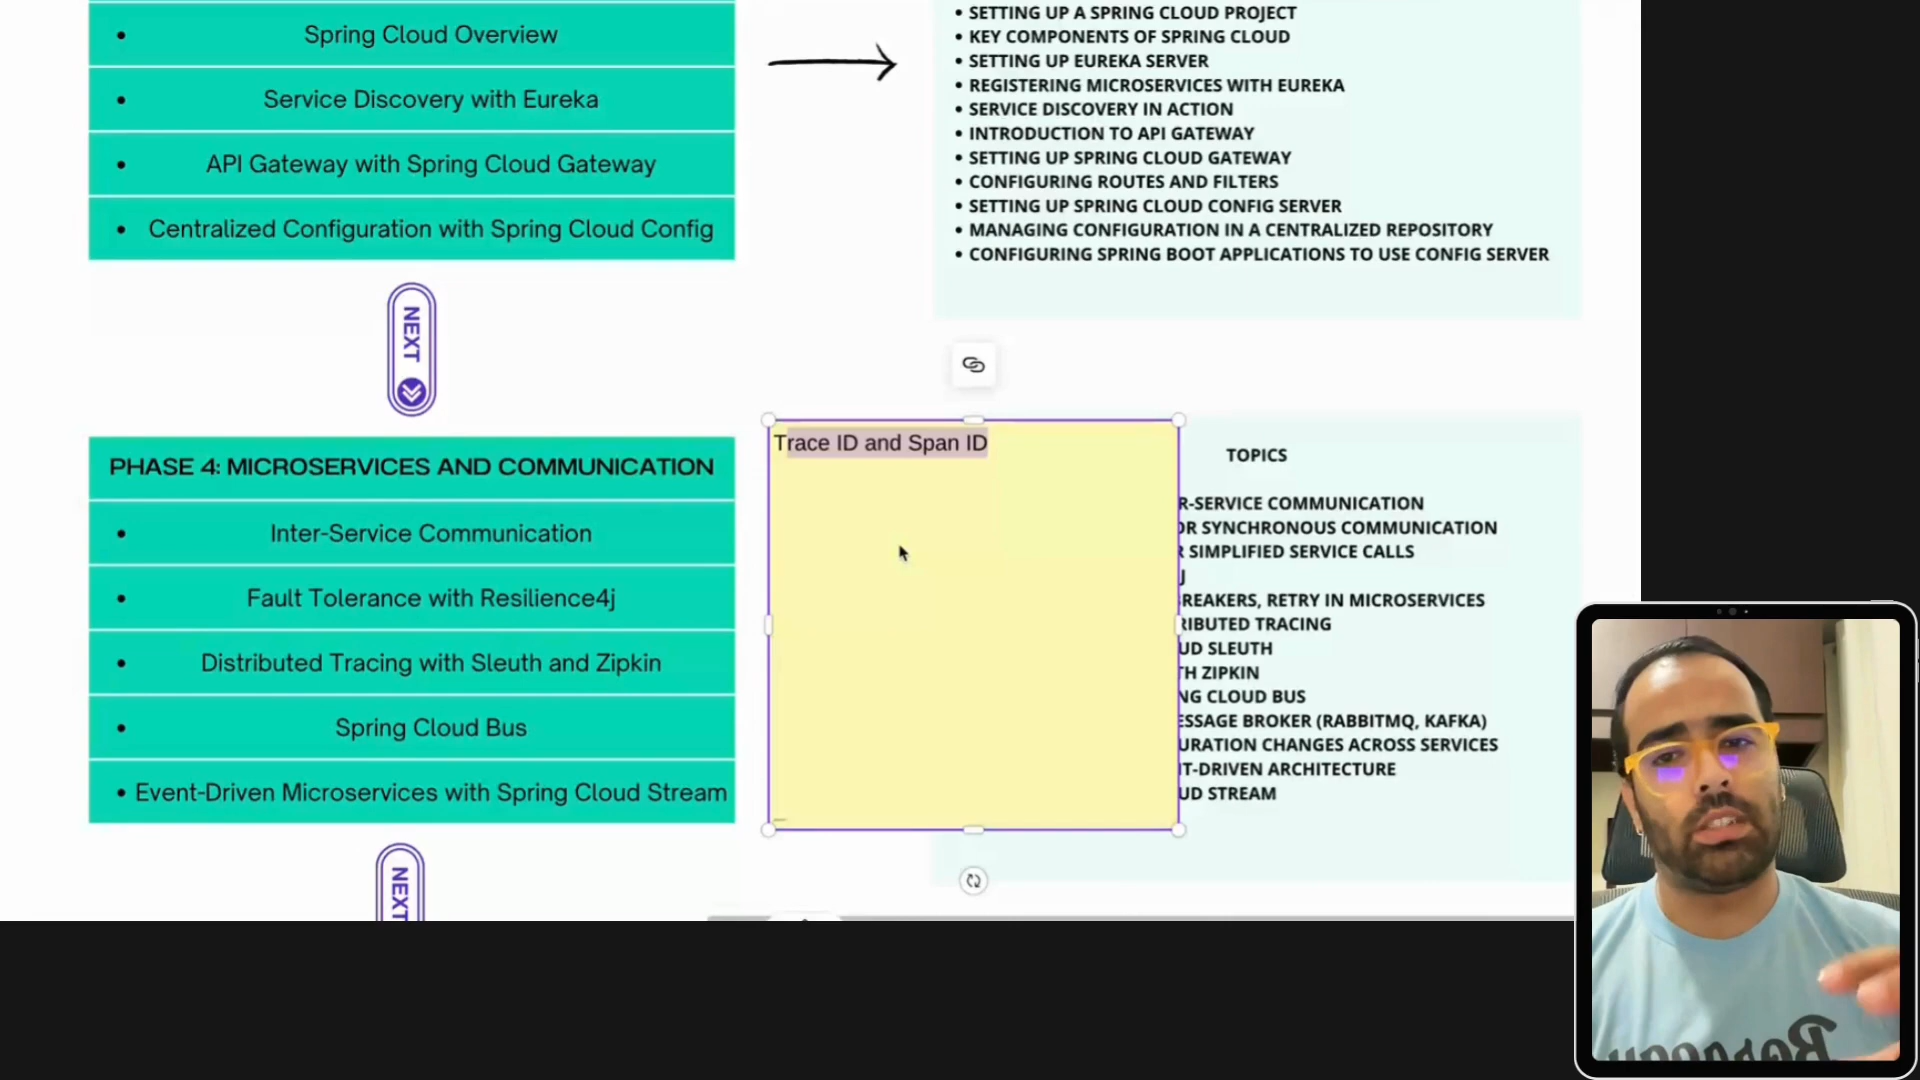 Spring Cloud Overview
Service Discovery with Eureka
API Gateway with Spring Cloud Gateway
Centralized Configuration with Spring Cloud Config
SETTING UP A SPRING CLOUD PROJECT
KEY COMPONENTS OF SPRING CLOUD
SETTING UP EUREKA SERVER
REGISTERING MICROSERVICES WITH EUREKA
SERVICE DISCOVERY IN ACTION
INTRODUCTION TO API GATEWAY
SETTING UP SPRING CLOUD GATEWAY
CONFIGURING ROUTES AND FILTERS
SETTING UP SPRING CLOUD CONFIG SERVER
MANAGING CONFIGURATION IN A CENTRALIZED REPOSITORY
CONFIGURING SPRING BOOT APPLICATIONS TO USE CONFIG SERVER
NEXT
PHASE 4: MICROSERVICES AND COMMUNICATION
Inter-Service Communication
Fault Tolerance with Resilience4j
Distributed Tracing with Sleuth and Zipkin
Spring Cloud Bus
Event-Driven Microservices with Spring Cloud Stream
Trace ID and Span ID
TOPICS
R-SERVICE COMMUNICATION
OR SYNCHRONOUS COMMUNICATION
R SIMPLIFIED SERVICE CALLS
J
BREAKERS, RETRY IN MICROSERVICES
RIBUTED TRACING
UD SLEUTH
TH ZIPKIN
NG CLOUD BUS
ESSAGE BROKER (RABBITMQ, KAFKA)
URATION CHANGES ACROSS SERVICES
NT-DRIVEN ARCHITECTURE
UD STREAM
NEXT